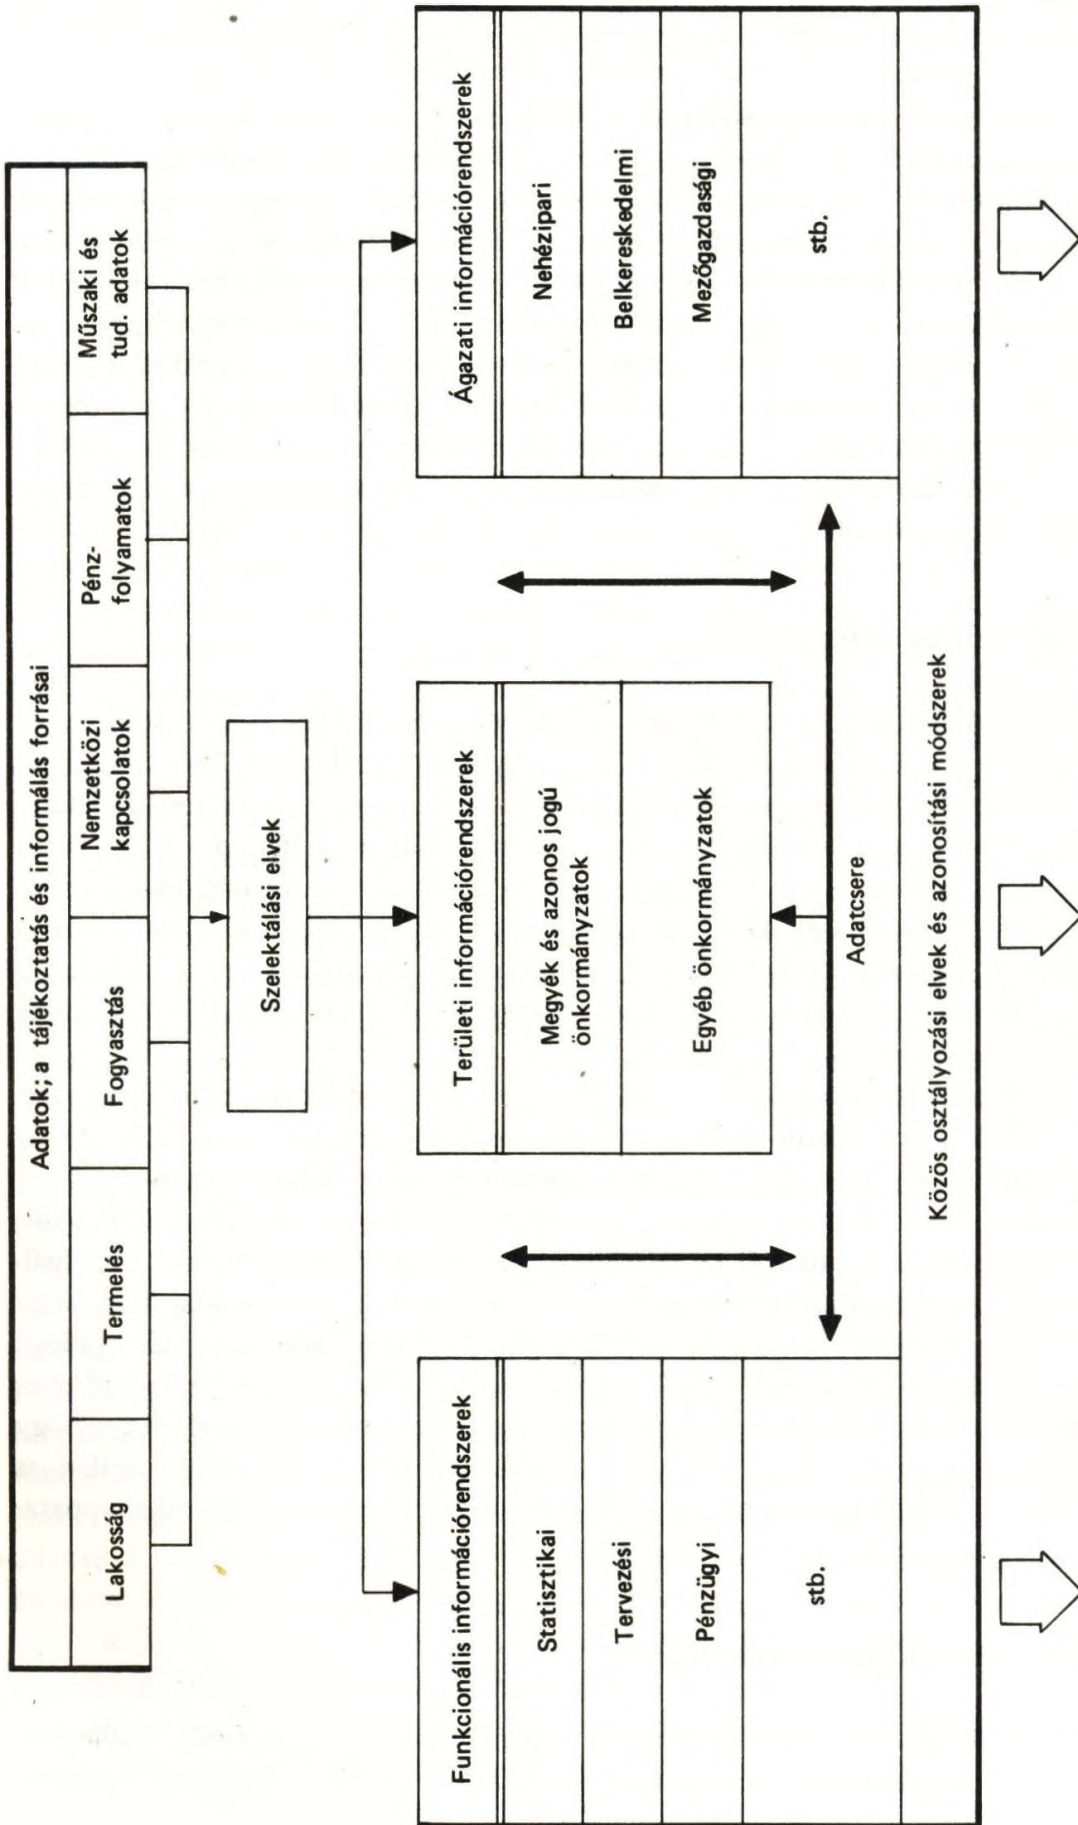 Adatok; a tájékoztatás és informálás forrásai
Lakosság
Termelés
Fogyasztás
Nemzetközi
kapcsolatok
Pénz-
folyamatok
Műszaki és
tud. adatok
Szelektálási elvek
Funkcionális információrendszerek
Statisztikai
Tervezési
Pénzügyi
stb.
Területi információrendszerek
Megyék és azonos jogú
önkormányzatok
Egyéb önkormányzatok
Ágazati információrendszerek
Nehézipari
Belkereskedelmi
Mezőgazdasági
stb.
Adatcsere
Közös osztályozási elvek és azonosítási módszerek